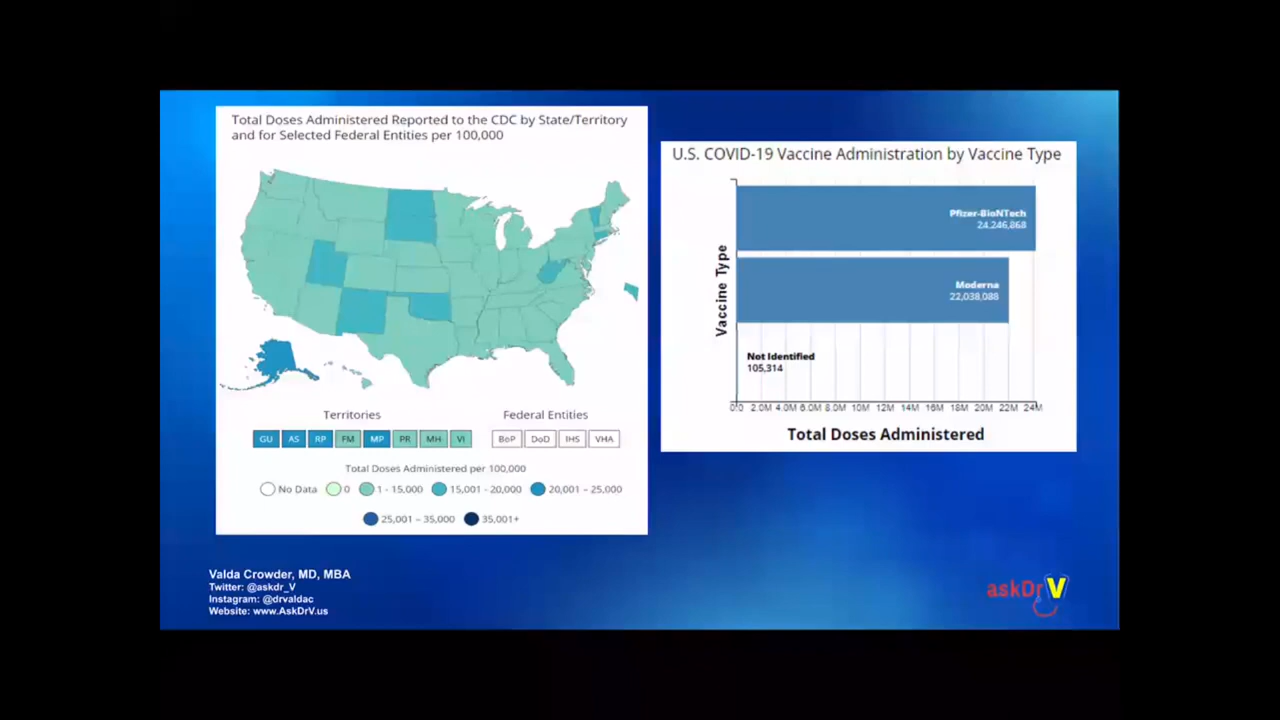 Total Doses Administered Reported to the CDC by State/Territory
and for Selected Federal Entities per 100,000
Territories
Federal Entities
GU AS RP FM MP PR MH VI
BoP DoD IHS VHA
Total Doses Administered per 100,000
No Data 0 1 - 15,000 15,001 - 20,000 20,001 – 25,000
25,001 – 35,000 35,001+
U.S. COVID-19 Vaccine Administration by Vaccine Type
Vaccine Type
Pfizer-BioNTech
24,246,868
Moderna
22,038,088
Not Identified
105,314
0.0 2.0M 4.0M 6.0M 8.0M 10M 12M 14M 16M 18M 20M 22M 24M
Total Doses Administered
Valda Crowder, MD, MBA
Twitter: @askdr_V
Instagram: @drvaldac
Website: www.AskDrV.us
askDrV